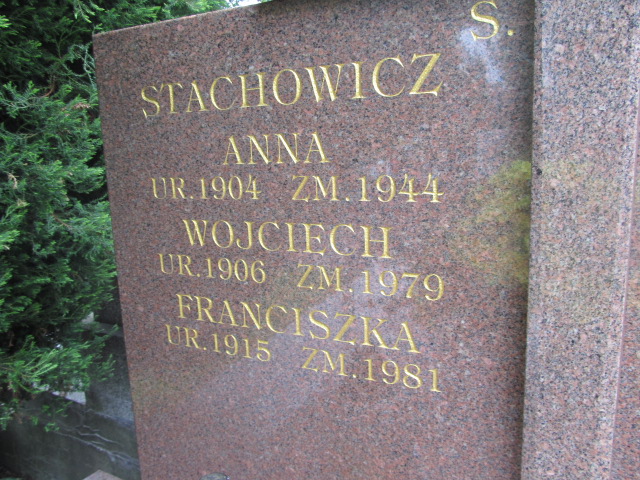 S.
STACHOWICZ
ANNA
UR.1904 ZM.1944
WOJCIECH
UR.1906 ZM.1979
FRANCISZKA
UR.1915 ZM.1981